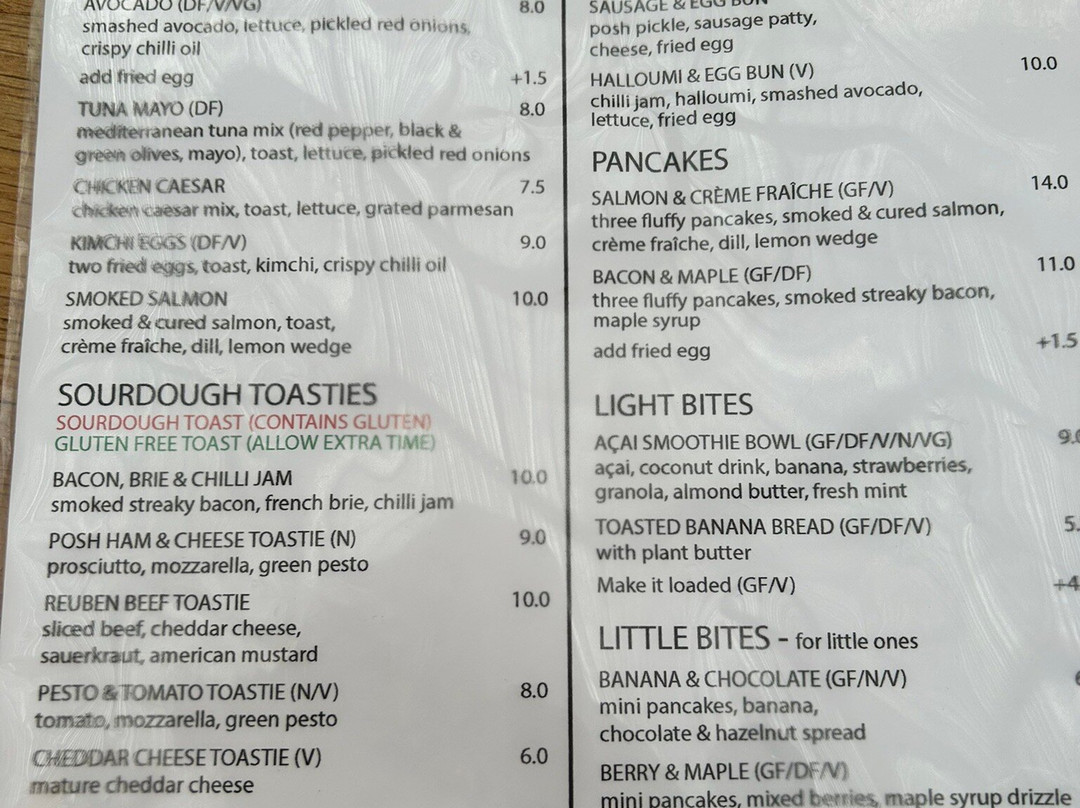 AVOCADO (DF/V/VG) 8.0
smashed avocado, lettuce, pickled red onions,
crispy chilli oil
add fried egg +1.5
TUNA MAYO (DF) 8.0
mediterranean tuna mix (red pepper, black &
green olives, mayo), toast, lettuce, pickled red onions
CHICKEN CAESAR 7.5
chicken caesar mix, toast, lettuce, grated parmesan
KIMCHI EGGS (DF/V) 9.0
two fried eggs, toast, kimchi, crispy chilli oil
SMOKED SALMON 10.0
smoked & cured salmon, toast,
crème fraîche, dill, lemon wedge
SOURDOUGH TOASTIES
SOURDOUGH TOAST (CONTAINS GLUTEN)
GLUTEN FREE TOAST (ALLOW EXTRA TIME)
BACON, BRIE & CHILLI JAM 10.0
smoked streaky bacon, french brie, chilli jam
POSH HAM & CHEESE TOASTIE (N) 9.0
prosciutto, mozzarella, green pesto
REUBEN BEEF TOASTIE 10.0
sliced beef, cheddar cheese,
sauerkraut, american mustard
PESTO & TOMATO TOASTIE (N/V) 8.0
tomato, mozzarella, green pesto
CHEDDAR CHEESE TOASTIE (V) 6.0
mature cheddar cheese
SAUSAGE & EGG BUN
posh pickle, sausage patty,
cheese, fried egg
HALLOUMI & EGG BUN (V) 10.0
chilli jam, halloumi, smashed avocado,
lettuce, fried egg
PANCAKES
SALMON & CRÈME FRAÎCHE (GF/V) 14.0
three fluffy pancakes, smoked & cured salmon,
crème fraîche, dill, lemon wedge
BACON & MAPLE (GF/DF) 11.0
three fluffy pancakes, smoked streaky bacon,
maple syrup
add fried egg +1.5
LIGHT BITES
AÇAI SMOOTHIE BOWL (GF/DF/V/N/VG) 9.0
açai, coconut drink, banana, strawberries,
granola, almond butter, fresh mint
TOASTED BANANA BREAD (GF/DF/V) 5.
with plant butter
Make it loaded (GF/V) +4
LITTLE BITES - for little ones
BANANA & CHOCOLATE (GF/N/V)
mini pancakes, banana,
chocolate & hazelnut spread
BERRY & MAPLE (GF/DF/V)
mini pancakes, mixed berries, maple syrup drizzle